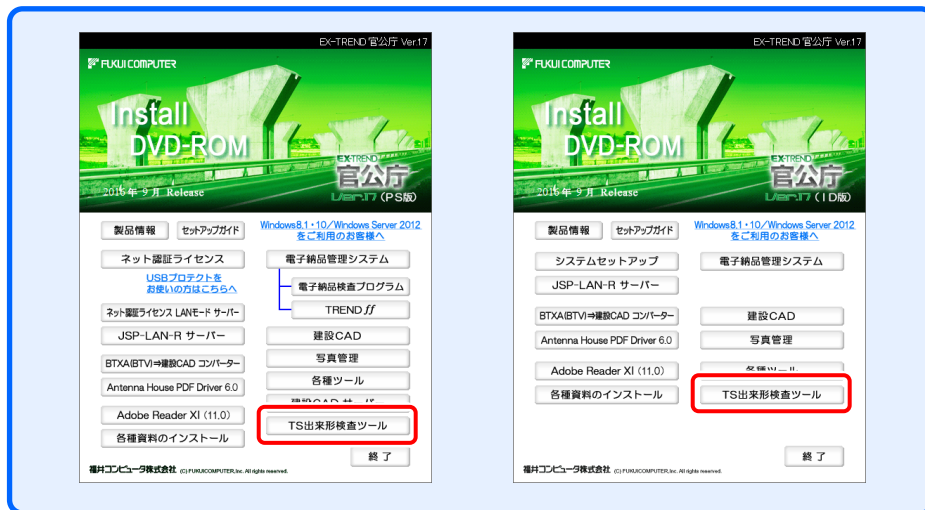 EX-TREND 官公庁 Ver.17
FUKUI COMPUTER
Install
DVD-ROM
EX-TREND
官公庁
Ver.17 (PS版)
2016年 9月 Release
製品情報
セットアップガイド
Windows8.1・10／Windows Server 2012
をご利用のお客様へ
ネット認証ライセンス
USBプロテクトを
お使いの方はこちらへ
ネット認証ライセンス LANモード サーバー
JSP-LAN-R サーバー
BTXA(BTV)⇒建設CAD コンバーター
Antenna House PDF Driver 6.0
Adobe Reader XI (11.0)
各種資料のインストール
電子納品管理システム
電子納品検査プログラム
TREND ff
建設CAD
写真管理
各種ツール
建設CAD サーバー
TS出来形検査ツール
終了
福井コンピュータ株式会社 (C) FUKUICOMPUTER,Inc. All rights reserved.
EX-TREND 官公庁 Ver.17
FUKUI COMPUTER
Install
DVD-ROM
EX-TREND
官公庁
Ver.17 (ID版)
2016年 9月 Release
製品情報
セットアップガイド
Windows8.1・10／Windows Server 2012
をご利用のお客様へ
システムセットアップ
JSP-LAN-R サーバー
BTXA(BTV)⇒建設CAD コンバーター
Antenna House PDF Driver 6.0
Adobe Reader XI (11.0)
各種資料のインストール
電子納品管理システム
建設CAD
写真管理
各種ツール
TS出来形検査ツール
終了
福井コンピュータ株式会社 (C) FUKUICOMPUTER,Inc. All rights reserved.